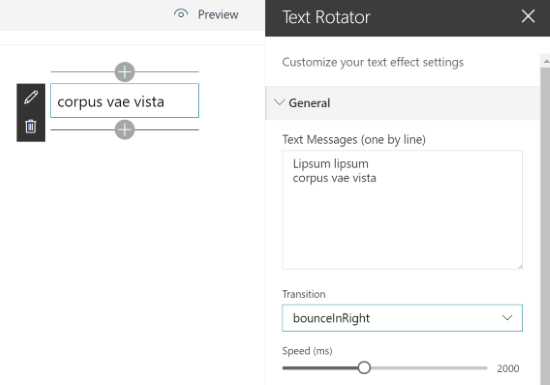 Preview
corpus vae vista
Text Rotator
Customize your text effect settings
General
Text Messages (one by line)
Lipsum lipsum
corpus vae vista
Transition
bounceInRight
Speed (ms)
2000